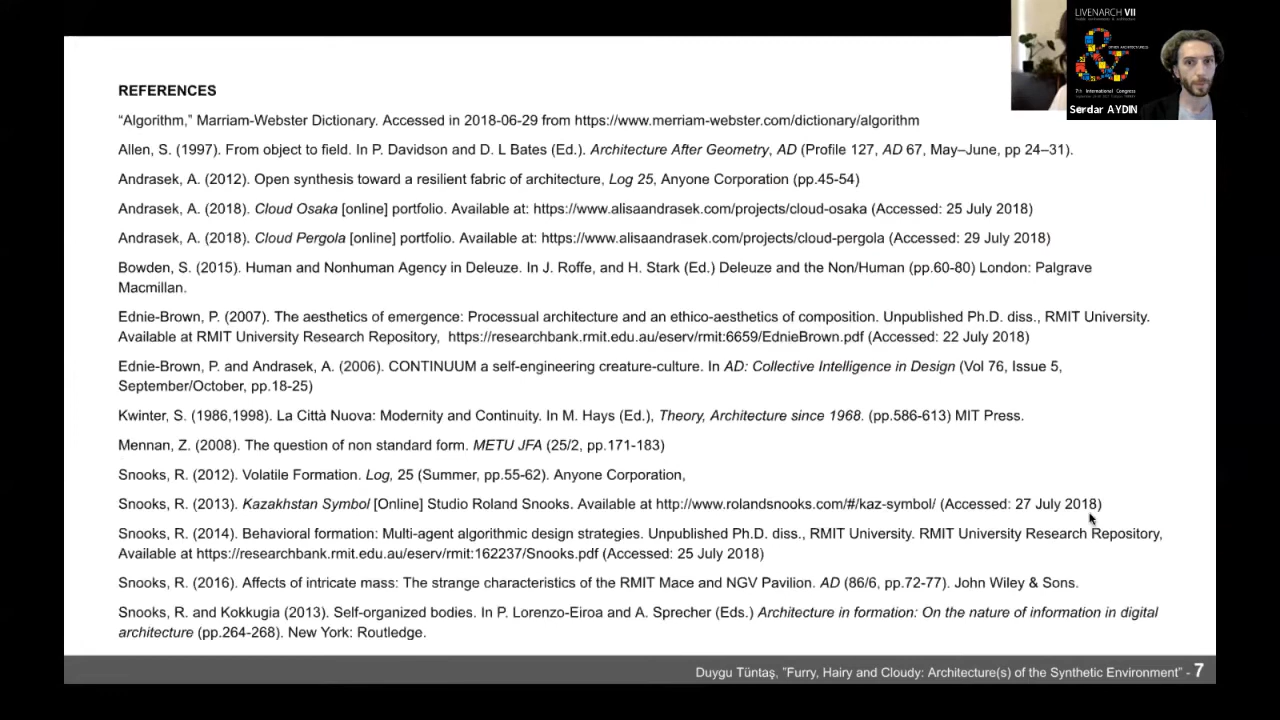 LIVENARCH VII
OTHER ARCHITECTURE(S)
7th International Congress
Serdar AYDIN
REFERENCES
“Algorithm,” Marriam-Webster Dictionary. Accessed in 2018-06-29 from https://www.merriam-webster.com/dictionary/algorithm
Allen, S. (1997). From object to field. In P. Davidson and D. L Bates (Ed.). Architecture After Geometry, AD (Profile 127, AD 67, May–June, pp 24–31).
Andrasek, A. (2012). Open synthesis toward a resilient fabric of architecture, Log 25, Anyone Corporation (pp.45-54)
Andrasek, A. (2018). Cloud Osaka [online] portfolio. Available at: https://www.alisaandrasek.com/projects/cloud-osaka (Accessed: 25 July 2018)
Andrasek, A. (2018). Cloud Pergola [online] portfolio. Available at: https://www.alisaandrasek.com/projects/cloud-pergola (Accessed: 29 July 2018)
Bowden, S. (2015). Human and Nonhuman Agency in Deleuze. In J. Roffe, and H. Stark (Ed.) Deleuze and the Non/Human (pp.60-80) London: Palgrave
Macmillan.
Ednie-Brown, P. (2007). The aesthetics of emergence: Processual architecture and an ethico-aesthetics of composition. Unpublished Ph.D. diss., RMIT University.
Available at RMIT University Research Repository, https://researchbank.rmit.edu.au/eserv/rmit:6659/EdnieBrown.pdf (Accessed: 22 July 2018)
Ednie-Brown, P. and Andrasek, A. (2006). CONTINUUM a self-engineering creature-culture. In AD: Collective Intelligence in Design (Vol 76, Issue 5,
September/October, pp.18-25)
Kwinter, S. (1986,1998). La Città Nuova: Modernity and Continuity. In M. Hays (Ed.), Theory, Architecture since 1968. (pp.586-613) MIT Press.
Mennan, Z. (2008). The question of non standard form. METU JFA (25/2, pp.171-183)
Snooks, R. (2012). Volatile Formation. Log, 25 (Summer, pp.55-62). Anyone Corporation,
Snooks, R. (2013). Kazakhstan Symbol [Online] Studio Roland Snooks. Available at http://www.rolandsnooks.com/#/kaz-symbol/ (Accessed: 27 July 2018)
Snooks, R. (2014). Behavioral formation: Multi-agent algorithmic design strategies. Unpublished Ph.D. diss., RMIT University. RMIT University Research Repository,
Available at https://researchbank.rmit.edu.au/eserv/rmit:162237/Snooks.pdf (Accessed: 25 July 2018)
Snooks, R. (2016). Affects of intricate mass: The strange characteristics of the RMIT Mace and NGV Pavilion. AD (86/6, pp.72-77). John Wiley & Sons.
Snooks, R. and Kokkugia (2013). Self-organized bodies. In P. Lorenzo-Eiroa and A. Sprecher (Eds.) Architecture in formation: On the nature of information in digital
architecture (pp.264-268). New York: Routledge.
Duygu Tüntaş, "Furry, Hairy and Cloudy: Architecture(s) of the Synthetic Environment" - 7